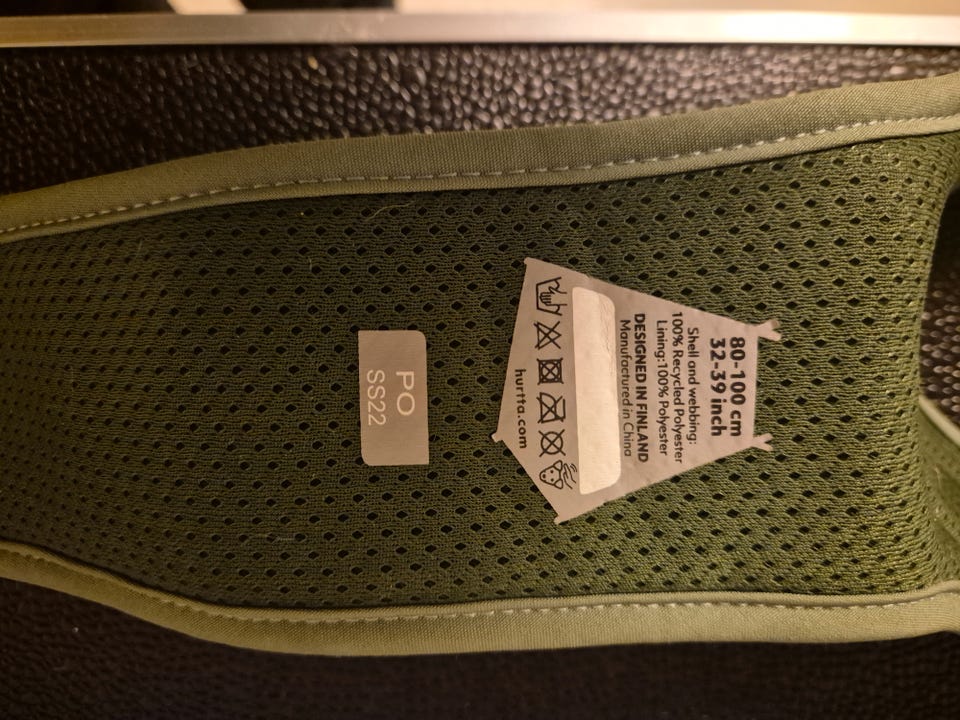 80-100 cm
32-39 inch
Shell and webbing:
100% Recycled Polyester
Lining:100% Polyester
DESIGNED IN FINLAND
Manufactured in China
hurtta.com
PO
SS22